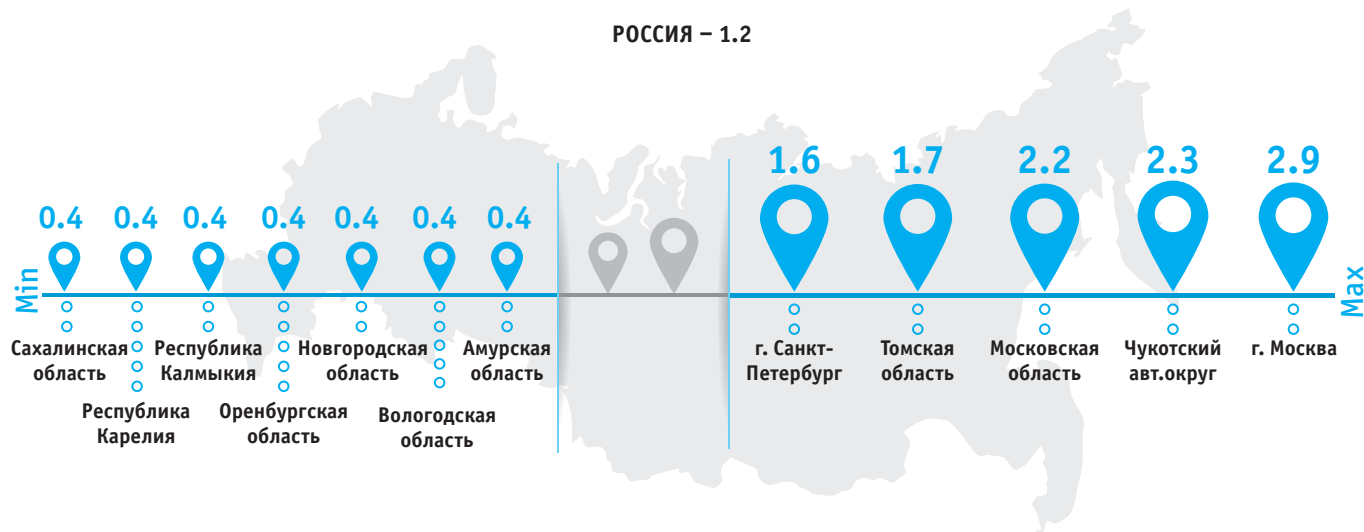 РОССИЯ – 1.2
1.6 1.7 2.2 2.3 2.9
0.4 0.4 0.4 0.4 0.4 0.4 0.4
Min
Max
Сахалинская
область
Республика
Карелия
Республика
Калмыкия
Оренбургская
область
Новгородская
область
Вологодская
область
Амурская
область
г. Санкт-
Петербург
Томская
область
Московская
область
Чукотский
авт.округ
г. Москва